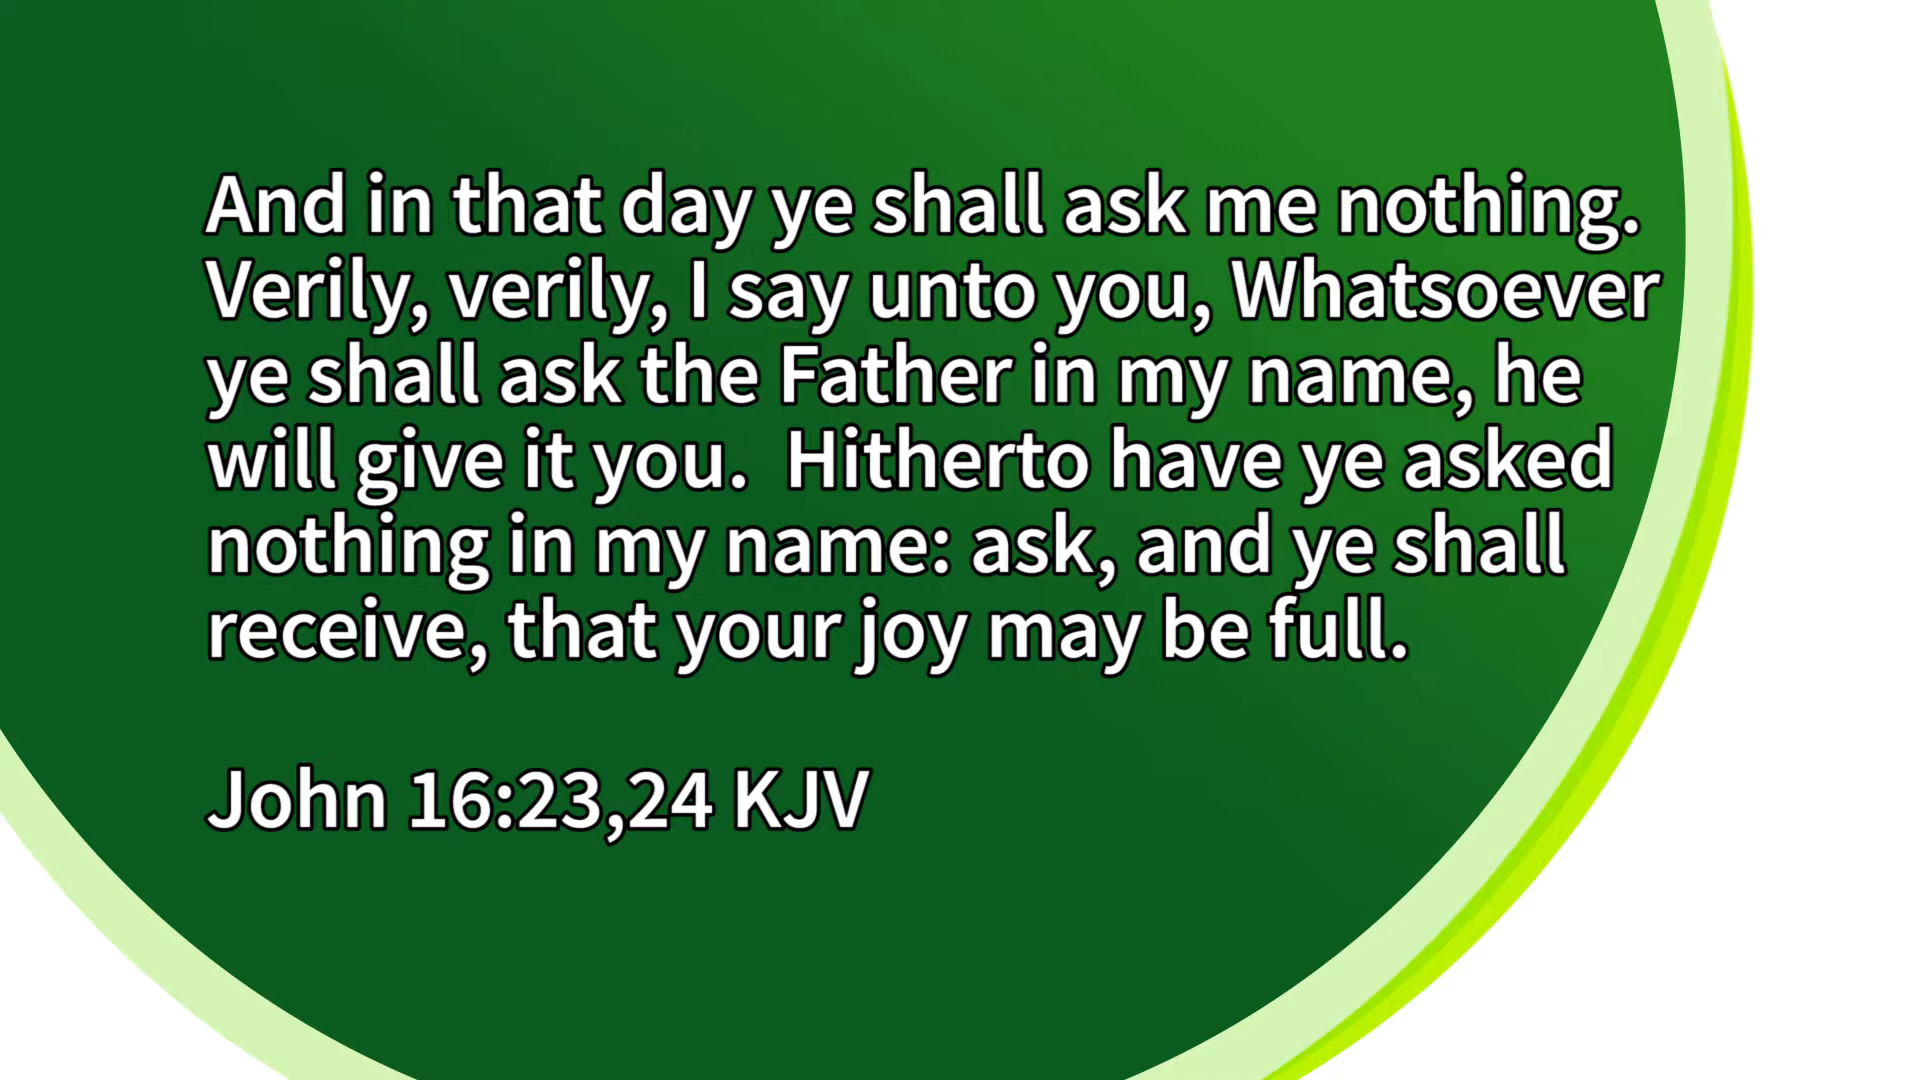 And in that day ye shall ask me nothing.
Verily, verily, I say unto you, Whatsoever
ye shall ask the Father in my name, he
will give it you.  Hitherto have ye asked
nothing in my name: ask, and ye shall
receive, that your joy may be full.
John 16:23,24 KJV